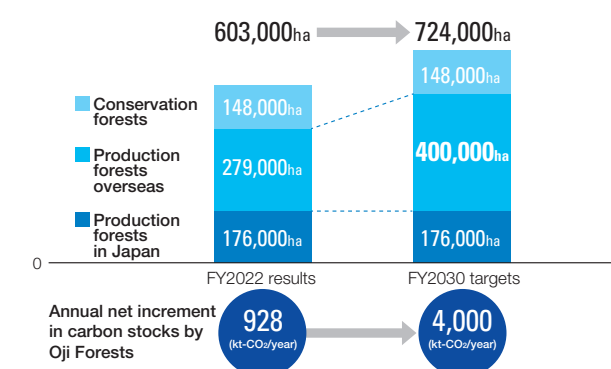 603,000ha
724,000ha
148,000ha
148,000ha
Conservation
forests
Production
forests
overseas
279,000ha
400,000ha
Production
forests
in Japan
176,000ha
176,000ha
0
FY2022 results
FY2030 targets
Annual net increment
in carbon stocks by
Oji Forests
928
(kt-CO₂/year)
4,000
(kt-CO₂/year)